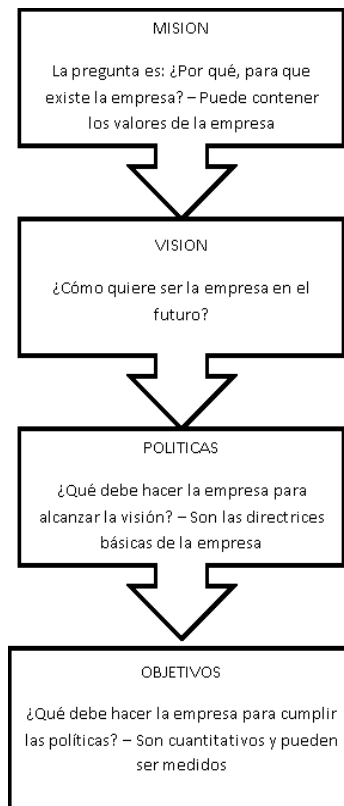 MISION
La pregunta es: ¿Por qué, para que
existe la empresa? – Puede contener
los valores de la empresa
VISION
¿Cómo quiere ser la empresa en el
futuro?
POLITICAS
¿Qué debe hacer la empresa para
alcanzar la visión? – Son las directrices
básicas de la empresa
OBJETIVOS
¿Qué debe hacer la empresa para cumplir
las políticas? – Son cuantitativos y pueden
ser medidos